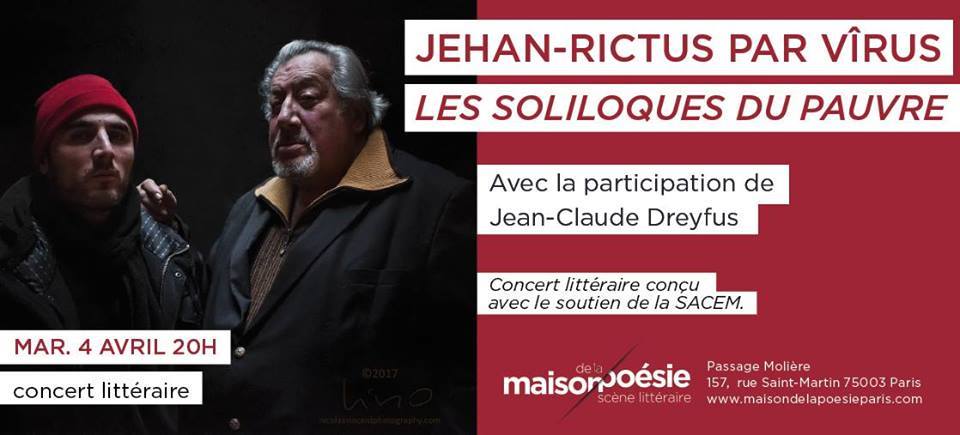 JEHAN-RICTUS PAR VÎRUS
LES SOLILOQUES DU PAUVRE
Avec la participation de
Jean-Claude Dreyfus
Concert littéraire conçu
avec le soutien de la SACEM.
MAR. 4 AVRIL 20H
concert littéraire
©2017
nicolasvincentphotography.com
de la
maison poésie
scène littéraire
Passage Molière
157, rue Saint-Martin 75003 Paris
www.maisondelapoesieparis.com